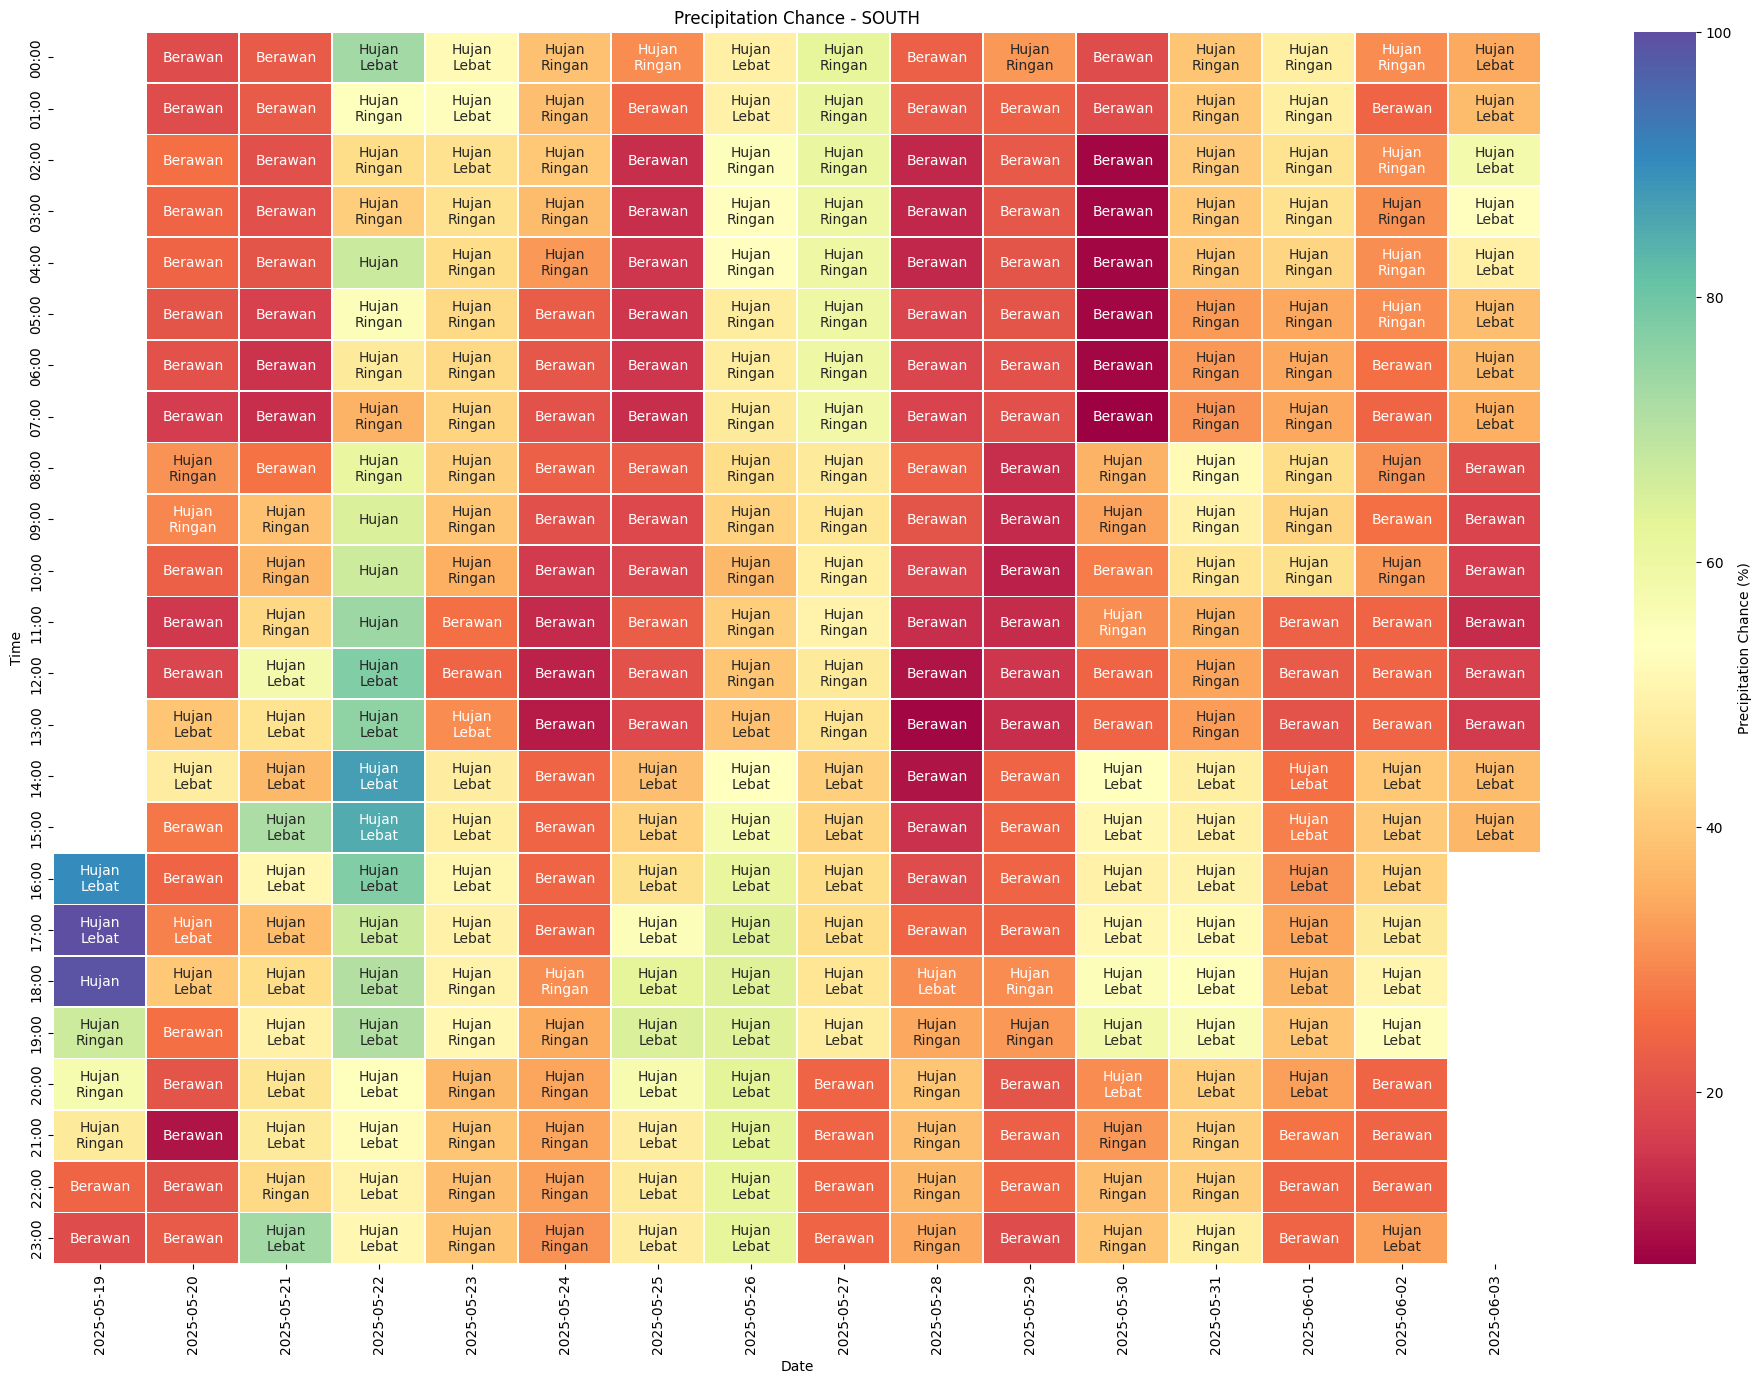 Precipitation Chance - SOUTH
00:00 Berawan Berawan Hujan Lebat Hujan Lebat Hujan Ringan Hujan Ringan Hujan Lebat Hujan Ringan Berawan Hujan Ringan Berawan Hujan Ringan Hujan Ringan Hujan Ringan Hujan Lebat
01:00 Berawan Berawan Hujan Ringan Hujan Lebat Hujan Ringan Berawan Hujan Lebat Hujan Ringan Berawan Berawan Berawan Hujan Ringan Hujan Ringan Berawan Hujan Lebat
02:00 Berawan Berawan Hujan Ringan Hujan Lebat Hujan Ringan Berawan Hujan Ringan Hujan Ringan Berawan Berawan Berawan Hujan Ringan Hujan Ringan Hujan Ringan Hujan Lebat
03:00 Berawan Berawan Hujan Ringan Hujan Ringan Hujan Ringan Berawan Hujan Ringan Hujan Ringan Berawan Berawan Berawan Hujan Ringan Hujan Ringan Hujan Ringan Hujan Lebat
04:00 Berawan Berawan Hujan Hujan Ringan Hujan Ringan Berawan Hujan Ringan Hujan Ringan Berawan Berawan Berawan Hujan Ringan Hujan Ringan Hujan Ringan Hujan Lebat
05:00 Berawan Berawan Hujan Ringan Hujan Ringan Berawan Berawan Hujan Ringan Hujan Ringan Berawan Berawan Berawan Hujan Ringan Hujan Ringan Hujan Ringan Hujan Lebat
06:00 Berawan Berawan Hujan Ringan Hujan Ringan Berawan Berawan Hujan Ringan Hujan Ringan Berawan Berawan Berawan Hujan Ringan Hujan Ringan Berawan Hujan Lebat
07:00 Berawan Berawan Hujan Ringan Hujan Ringan Berawan Berawan Hujan Ringan Hujan Ringan Berawan Berawan Berawan Hujan Ringan Hujan Ringan Berawan Hujan Lebat
08:00 Hujan Ringan Berawan Hujan Ringan Hujan Ringan Berawan Berawan Hujan Ringan Hujan Ringan Berawan Berawan Hujan Ringan Hujan Ringan Hujan Ringan Hujan Ringan Berawan
09:00 Hujan Ringan Hujan Ringan Hujan Hujan Ringan Berawan Berawan Hujan Ringan Hujan Ringan Berawan Berawan Hujan Ringan Hujan Ringan Hujan Ringan Berawan Berawan
10:00 Berawan Hujan Ringan Hujan Hujan Ringan Berawan Berawan Hujan Ringan Hujan Ringan Berawan Berawan Berawan Hujan Ringan Hujan Ringan Hujan Ringan Berawan
11:00 Berawan Hujan Ringan Hujan Berawan Berawan Berawan Hujan Ringan Hujan Ringan Berawan Berawan Hujan Ringan Hujan Ringan Berawan Berawan Berawan
12:00 Berawan Hujan Lebat Hujan Lebat Berawan Berawan Berawan Hujan Ringan Hujan Ringan Berawan Berawan Berawan Hujan Ringan Berawan Berawan Berawan
13:00 Hujan Lebat Hujan Lebat Hujan Lebat Hujan Lebat Berawan Berawan Hujan Lebat Hujan Ringan Berawan Berawan Berawan Hujan Ringan Berawan Berawan Berawan
14:00 Hujan Lebat Hujan Lebat Hujan Lebat Hujan Lebat Berawan Hujan Lebat Hujan Lebat Hujan Lebat Berawan Berawan Hujan Lebat Hujan Lebat Hujan Lebat Hujan Lebat Hujan Lebat
15:00 Berawan Hujan Lebat Hujan Lebat Hujan Lebat Berawan Hujan Lebat Hujan Lebat Hujan Lebat Berawan Berawan Hujan Lebat Hujan Lebat Hujan Lebat Hujan Lebat Hujan Lebat
16:00 Hujan Lebat Berawan Hujan Lebat Hujan Lebat Hujan Lebat Berawan Hujan Lebat Hujan Lebat Hujan Lebat Berawan Berawan Hujan Lebat Hujan Lebat Hujan Lebat Hujan Lebat
17:00 Hujan Lebat Hujan Lebat Hujan Lebat Hujan Lebat Hujan Lebat Berawan Hujan Lebat Hujan Lebat Hujan Lebat Berawan Berawan Hujan Lebat Hujan Lebat Hujan Lebat Hujan Lebat
18:00 Hujan Hujan Lebat Hujan Lebat Hujan Lebat Hujan Ringan Hujan Ringan Hujan Lebat Hujan Lebat Hujan Lebat Hujan Lebat Hujan Ringan Hujan Lebat Hujan Lebat Hujan Lebat Hujan Lebat
19:00 Hujan Ringan Berawan Hujan Lebat Hujan Lebat Hujan Ringan Hujan Ringan Hujan Lebat Hujan Lebat Hujan Lebat Hujan Ringan Hujan Ringan Hujan Lebat Hujan Lebat Hujan Lebat Hujan Lebat
20:00 Hujan Ringan Berawan Hujan Lebat Hujan Lebat Hujan Ringan Hujan Ringan Hujan Lebat Hujan Lebat Berawan Hujan Ringan Berawan Hujan Lebat Hujan Lebat Hujan Lebat Berawan
21:00 Hujan Ringan Berawan Hujan Lebat Hujan Lebat Hujan Ringan Hujan Ringan Hujan Lebat Hujan Lebat Berawan Hujan Ringan Berawan Hujan Ringan Hujan Ringan Berawan Berawan
22:00 Berawan Berawan Hujan Ringan Hujan Lebat Hujan Ringan Hujan Ringan Hujan Lebat Hujan Lebat Berawan Hujan Ringan Berawan Hujan Ringan Hujan Ringan Berawan Berawan
23:00 Berawan Berawan Hujan Lebat Hujan Lebat Hujan Ringan Hujan Ringan Hujan Lebat Hujan Lebat Berawan Hujan Ringan Berawan Hujan Ringan Hujan Ringan Berawan Hujan Lebat
Time
2025-05-19
2025-05-20
2025-05-21
2025-05-22
2025-05-23
2025-05-24
2025-05-25
2025-05-26
2025-05-27
2025-05-28
2025-05-29
2025-05-30
2025-05-31
2025-06-01
2025-06-02
2025-06-03
Date
100
80
60
40
20
Precipitation Chance (%)